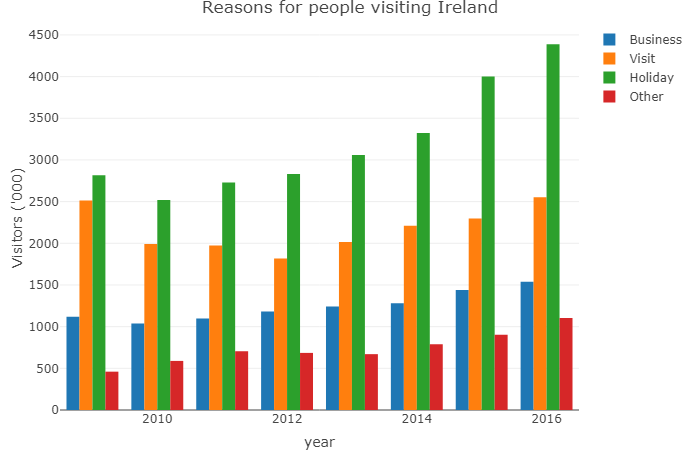 Reasons for people visiting Ireland
4500
4000
3500
3000
2500
2000
1500
1000
500
0
Visitors ('000)
2010
2012
2014
2016
year
Business
Visit
Holiday
Other